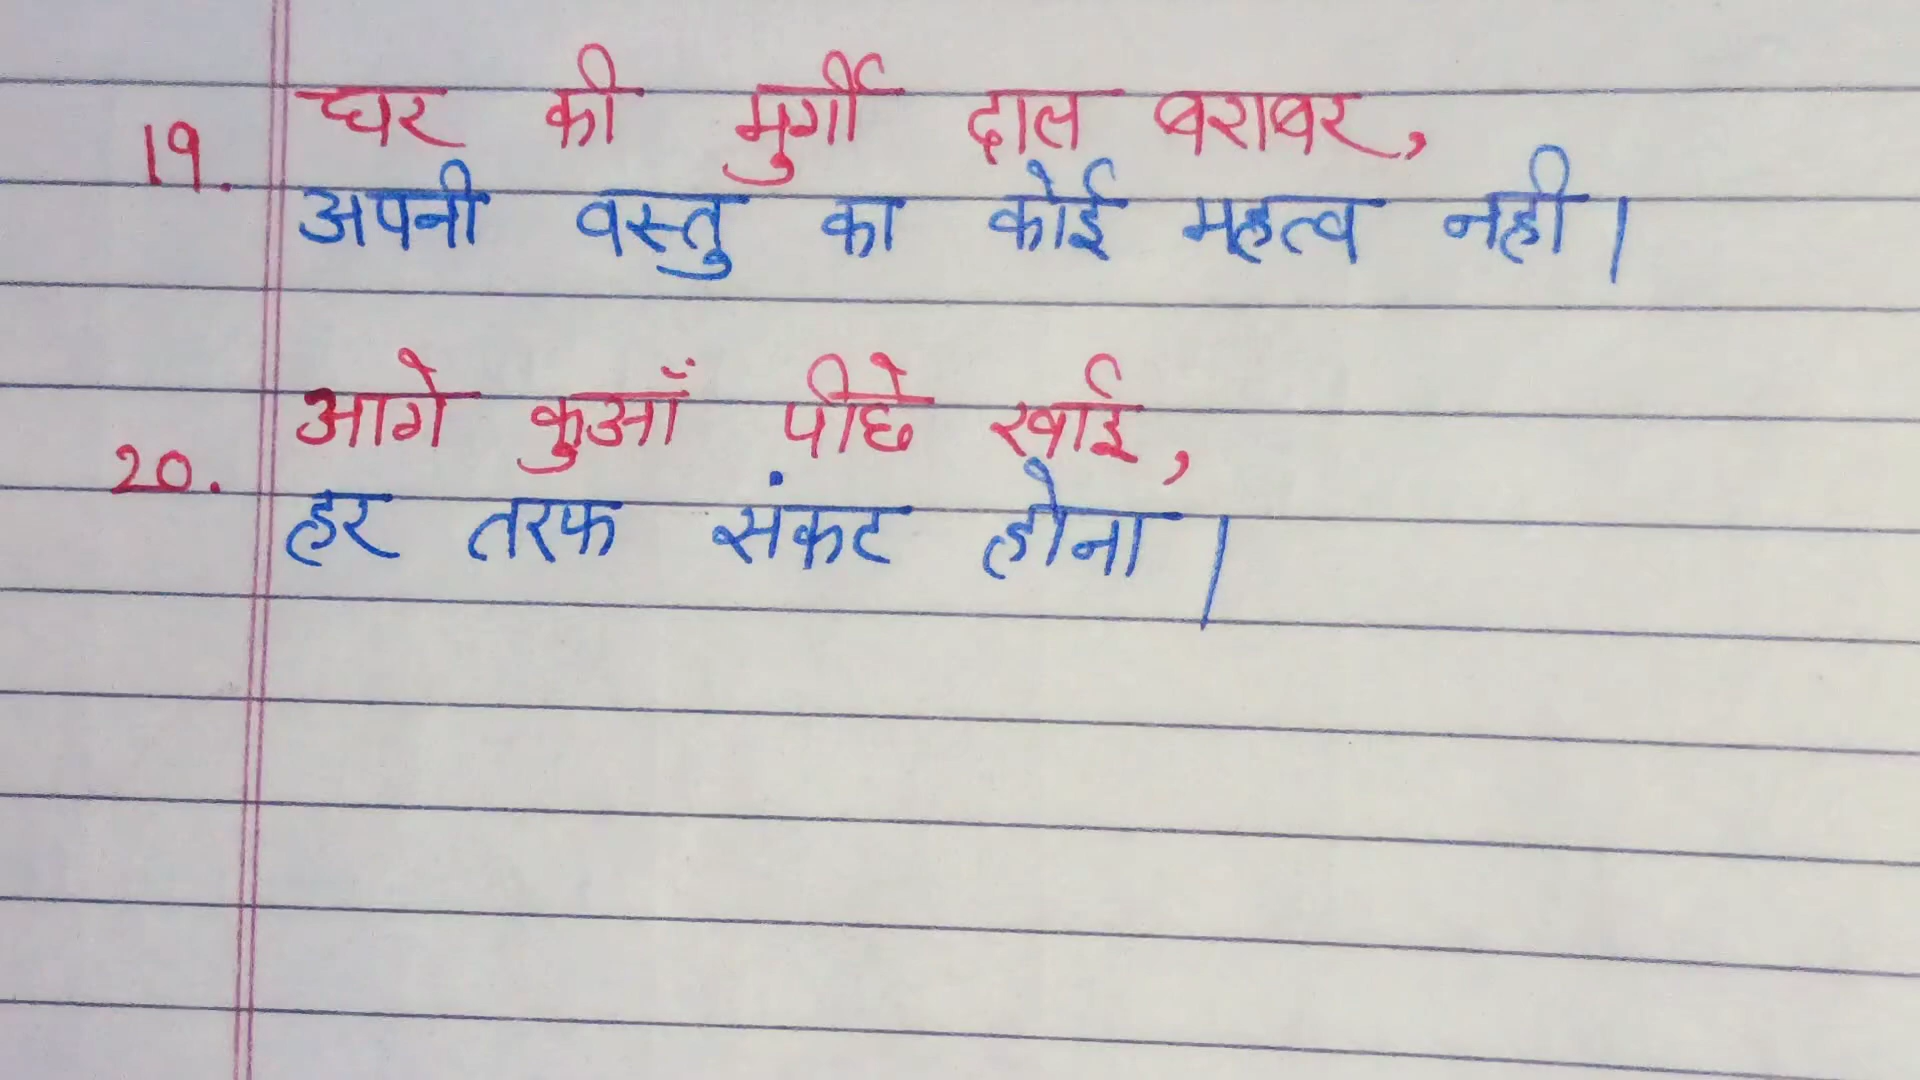 19. घर की मुर्गी दाल बराबर,
अपनी वस्तु का कोई महत्व नही।
20. आगे कुआँ पीछे खाई,
हर तरफ संकट होना।